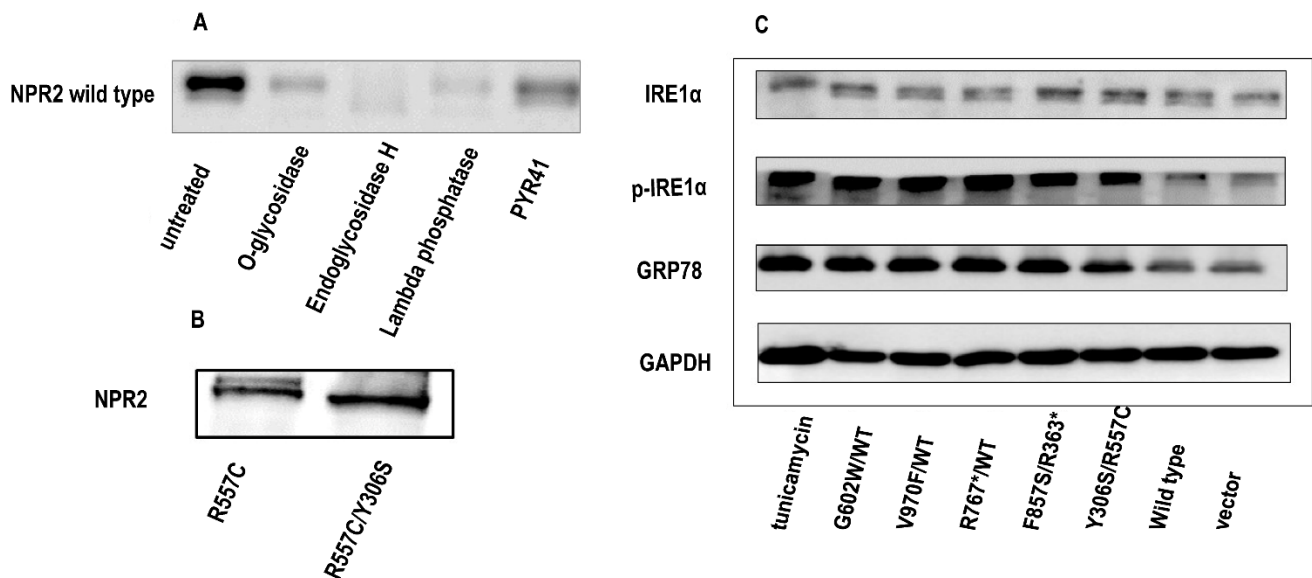 A
NPR2 wild type
untreated
O-glycosidase
Endoglycosidase H
Lambda phosphatase
PYR41
B
NPR2
R557C
R557C/Y306S
C
IRE1α
p-IRE1α
GRP78
GAPDH
tunicamycin
G602W/WT
V970F/WT
R767*/WT
F857S/R363*
Y306S/R557C
Wild type
vector